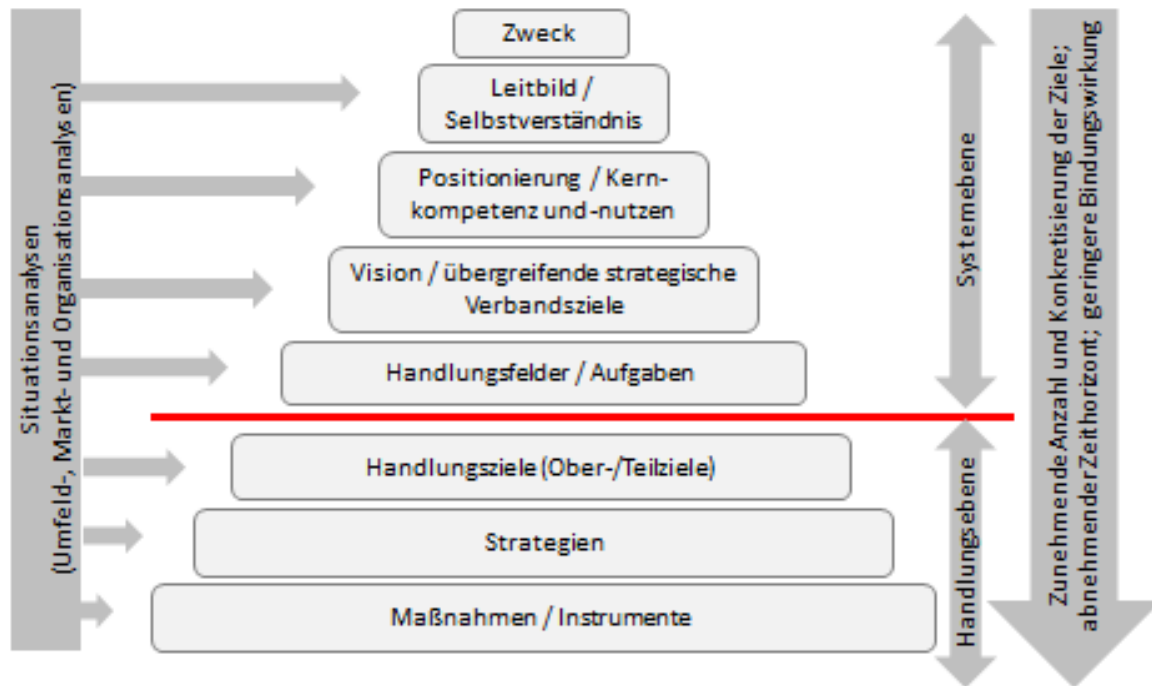 Zweck
Leitbild /
Selbstverständnis
Positionierung / Kern-
kompetenz und -nutzen
Vision / übergreifende strategische
Verbandsziele
Handlungsfelder / Aufgaben
Handlungsziele (Ober-/Teilziele)
Strategien
Maßnahmen / Instrumente
Situationsanalysen
(Umfeld-, Markt- und Organisationsanalysen)
Systemebene
Handlungsebene
Zunehmende Anzahl und Konkretisierung der Ziele;
abnehmender Zeithorizont; geringere Bindungswirkung